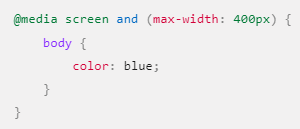 @media screen and (max-width: 400px) {
    body {
        color: blue;
    }
}